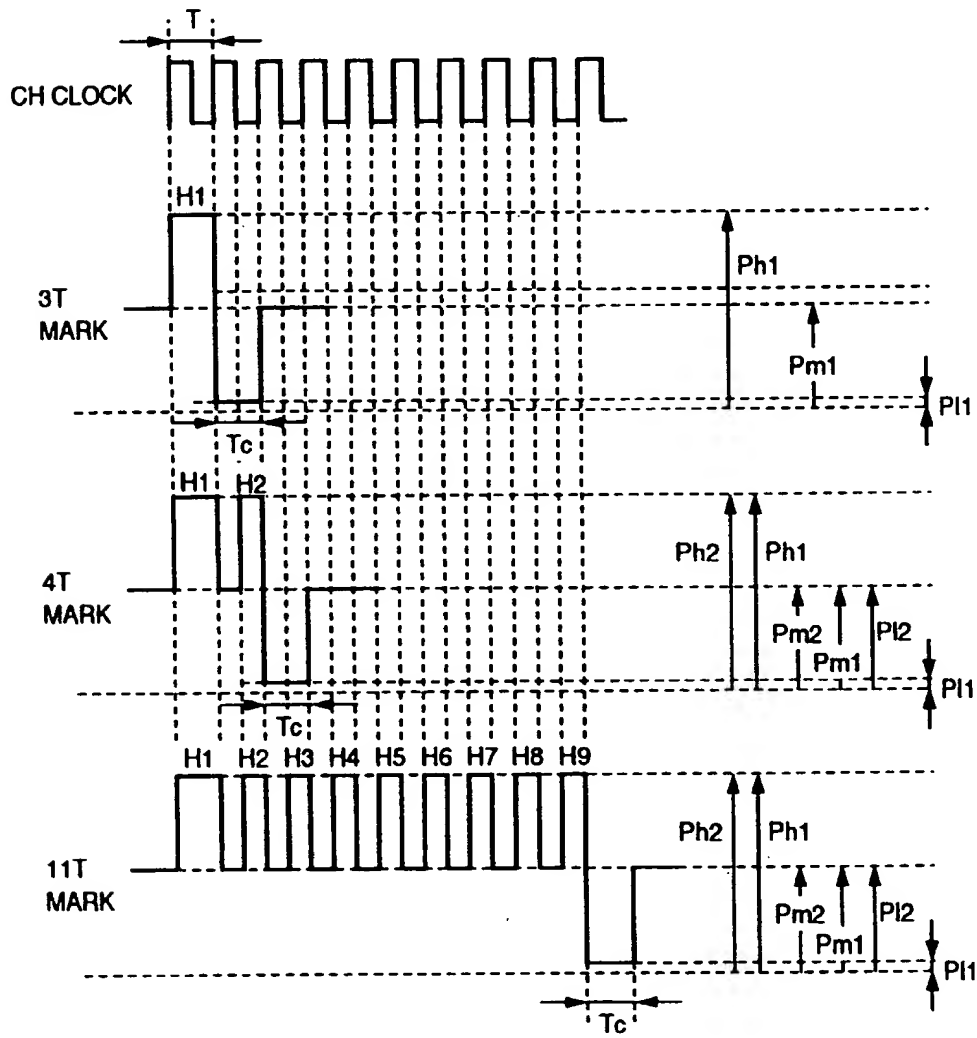 T
CH CLOCK
H1
3T
MARK
Ph1
Pm1
Pl1
Tc
H1 H2
4T
MARK
Ph2 Ph1
Pm2
Pm1
Pl2
Pl1
Tc
H1 H2 H3 H4 H5 H6 H7 H8 H9
11T
MARK
Ph2 Ph1
Pm2
Pm1
Pl2
Pl1
Tc